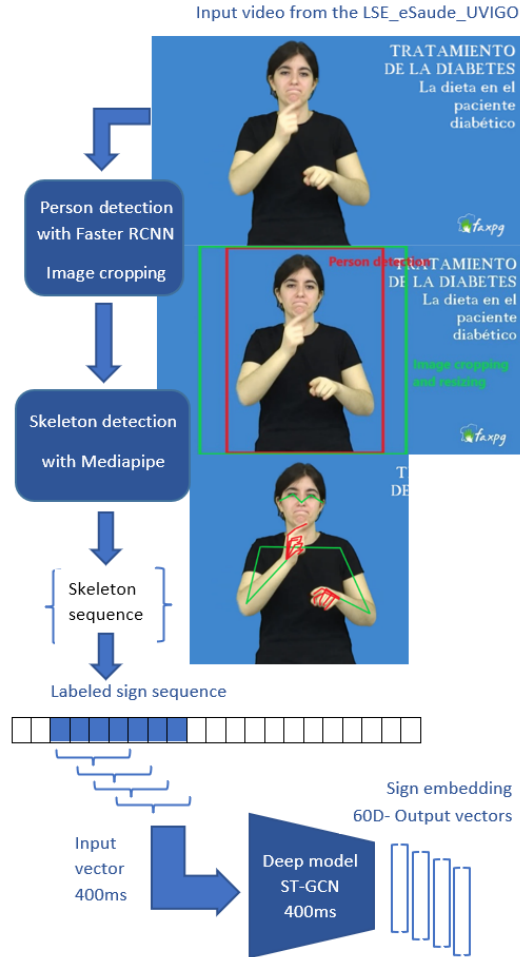 Input video from the LSE_eSaude_UVIGO
TRATAMIENTO
DE LA DIABETES
La dieta en el
paciente
diabético
faxpg
Person detection
with Faster RCNN
Image cropping
Person detection
TRATAMIENTO
DE LA DIABETES
La dieta en el
paciente
diabético
Image cropping
and resizing
faxpg
Skeleton detection
with Mediapipe
T
DE
Skeleton
sequence
Labeled sign sequence
Input
vector
400ms
Deep model
ST-GCN
400ms
Sign embedding
60D- Output vectors